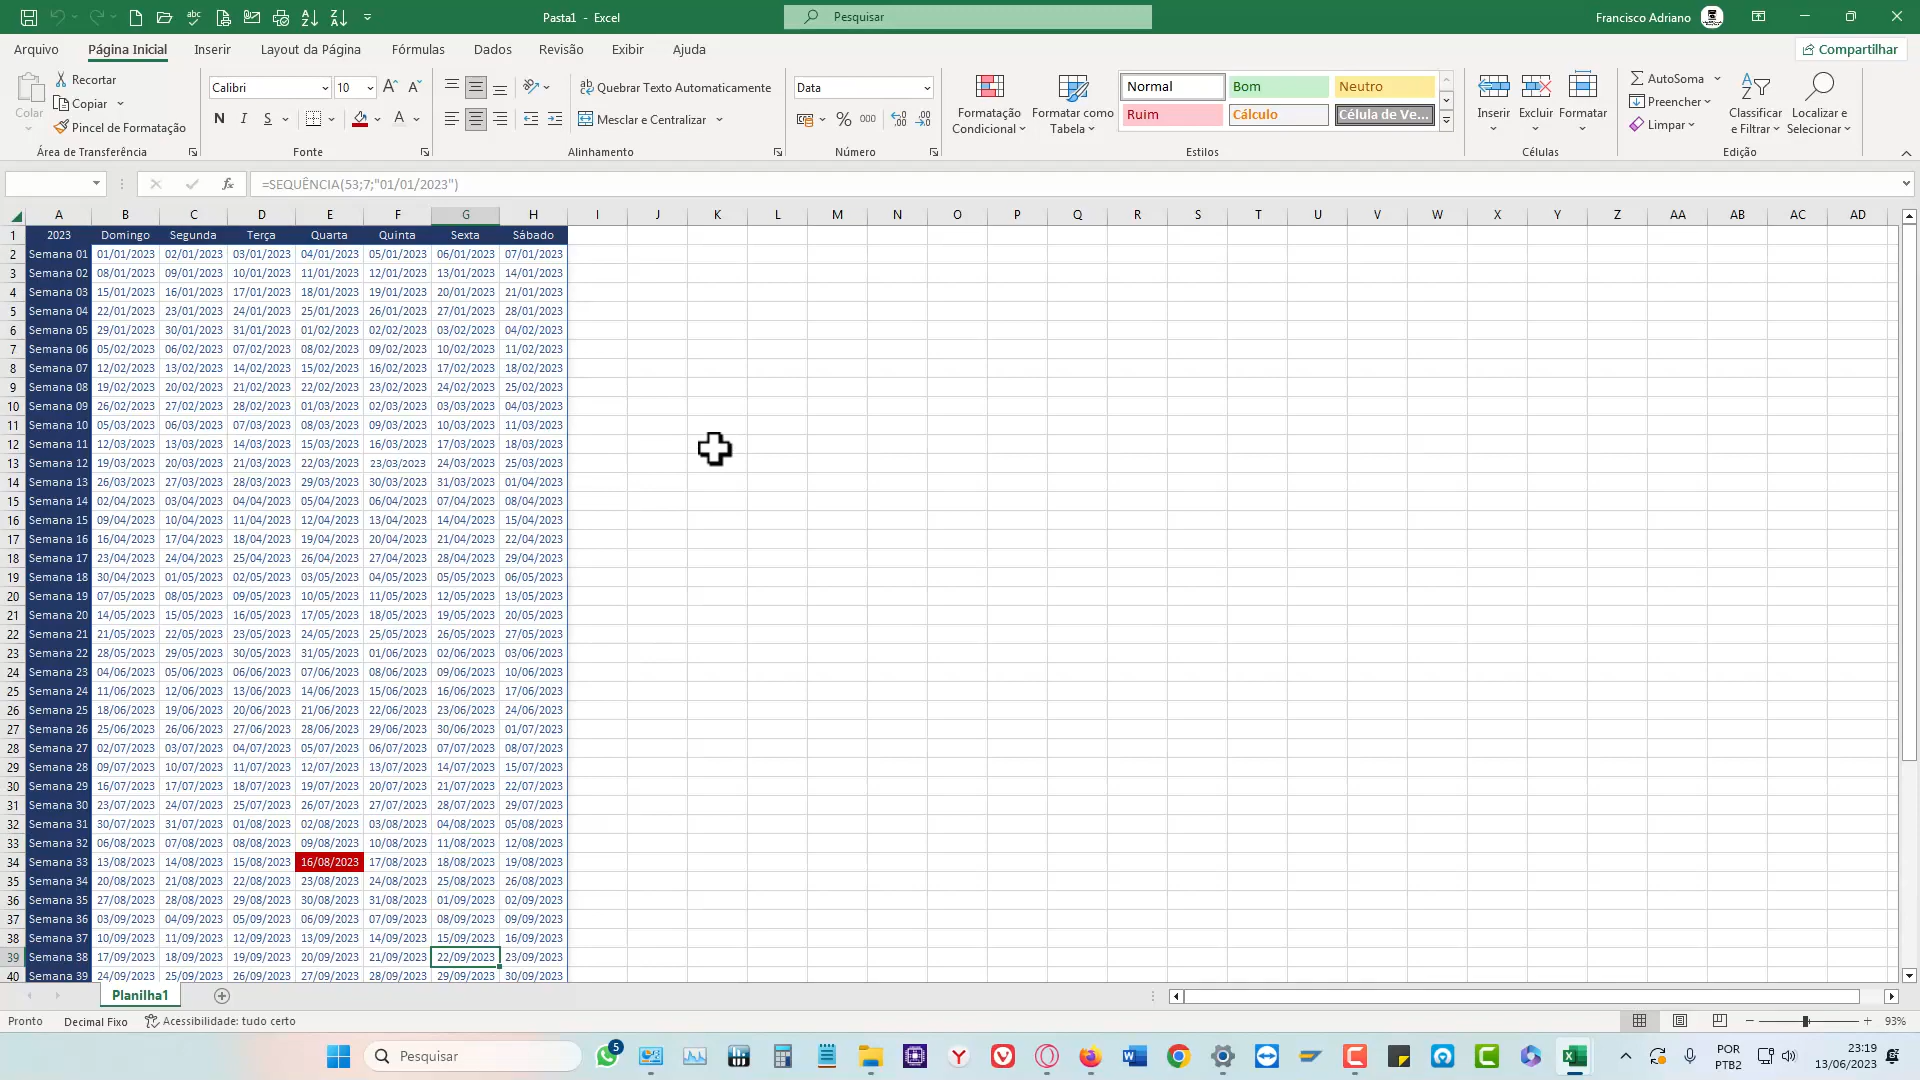 Pasta1 - Excel
Pesquisar
Francisco Adriano
Arquivo Página Inicial Inserir Layout da Página Fórmulas Dados Revisão Exibir Ajuda
Compartilhar
Colar
Recortar
Copiar
Pincel de Formatação
Área de Transferência
Calibri 10
N I S
Fonte
Quebrar Texto Automaticamente
Mesclar e Centralizar
Alinhamento
Data
% 000
Número
Formatação Condicional
Formatar como Tabela
Normal Bom Neutro
Ruim Cálculo Célula de Ve...
Estilos
Inserir Excluir Formatar
Células
AutoSoma
Preencher
Limpar
Classificar e Filtrar
Localizar e Selecionar
Edição
fx =SEQUÊNCIA(53;7;"01/01/2023")
A B C D E F G H I J K L M N O P Q R S T U V W X Y Z AA AB AC AD
1 2023 Domingo Segunda Terça Quarta Quinta Sexta Sábado
2 Semana 01 01/01/2023 02/01/2023 03/01/2023 04/01/2023 05/01/2023 06/01/2023 07/01/2023
3 Semana 02 08/01/2023 09/01/2023 10/01/2023 11/01/2023 12/01/2023 13/01/2023 14/01/2023
4 Semana 03 15/01/2023 16/01/2023 17/01/2023 18/01/2023 19/01/2023 20/01/2023 21/01/2023
5 Semana 04 22/01/2023 23/01/2023 24/01/2023 25/01/2023 26/01/2023 27/01/2023 28/01/2023
6 Semana 05 29/01/2023 30/01/2023 31/01/2023 01/02/2023 02/02/2023 03/02/2023 04/02/2023
7 Semana 06 05/02/2023 06/02/2023 07/02/2023 08/02/2023 09/02/2023 10/02/2023 11/02/2023
8 Semana 07 12/02/2023 13/02/2023 14/02/2023 15/02/2023 16/02/2023 17/02/2023 18/02/2023
9 Semana 08 19/02/2023 20/02/2023 21/02/2023 22/02/2023 23/02/2023 24/02/2023 25/02/2023
10 Semana 09 26/02/2023 27/02/2023 28/02/2023 01/03/2023 02/03/2023 03/03/2023 04/03/2023
11 Semana 10 05/03/2023 06/03/2023 07/03/2023 08/03/2023 09/03/2023 10/03/2023 11/03/2023
12 Semana 11 12/03/2023 13/03/2023 14/03/2023 15/03/2023 16/03/2023 17/03/2023 18/03/2023
13 Semana 12 19/03/2023 20/03/2023 21/03/2023 22/03/2023 23/03/2023 24/03/2023 25/03/2023
14 Semana 13 26/03/2023 27/03/2023 28/03/2023 29/03/2023 30/03/2023 31/03/2023 01/04/2023
15 Semana 14 02/04/2023 03/04/2023 04/04/2023 05/04/2023 06/04/2023 07/04/2023 08/04/2023
16 Semana 15 09/04/2023 10/04/2023 11/04/2023 12/04/2023 13/04/2023 14/04/2023 15/04/2023
17 Semana 16 16/04/2023 17/04/2023 18/04/2023 19/04/2023 20/04/2023 21/04/2023 22/04/2023
18 Semana 17 23/04/2023 24/04/2023 25/04/2023 26/04/2023 27/04/2023 28/04/2023 29/04/2023
19 Semana 18 30/04/2023 01/05/2023 02/05/2023 03/05/2023 04/05/2023 05/05/2023 06/05/2023
20 Semana 19 07/05/2023 08/05/2023 09/05/2023 10/05/2023 11/05/2023 12/05/2023 13/05/2023
21 Semana 20 14/05/2023 15/05/2023 16/05/2023 17/05/2023 18/05/2023 19/05/2023 20/05/2023
22 Semana 21 21/05/2023 22/05/2023 23/05/2023 24/05/2023 25/05/2023 26/05/2023 27/05/2023
23 Semana 22 28/05/2023 29/05/2023 30/05/2023 31/05/2023 01/06/2023 02/06/2023 03/06/2023
24 Semana 23 04/06/2023 05/06/2023 06/06/2023 07/06/2023 08/06/2023 09/06/2023 10/06/2023
25 Semana 24 11/06/2023 12/06/2023 13/06/2023 14/06/2023 15/06/2023 16/06/2023 17/06/2023
26 Semana 25 18/06/2023 19/06/2023 20/06/2023 21/06/2023 22/06/2023 23/06/2023 24/06/2023
27 Semana 26 25/06/2023 26/06/2023 27/06/2023 28/06/2023 29/06/2023 30/06/2023 01/07/2023
28 Semana 27 02/07/2023 03/07/2023 04/07/2023 05/07/2023 06/07/2023 07/07/2023 08/07/2023
29 Semana 28 09/07/2023 10/07/2023 11/07/2023 12/07/2023 13/07/2023 14/07/2023 15/07/2023
30 Semana 29 16/07/2023 17/07/2023 18/07/2023 19/07/2023 20/07/2023 21/07/2023 22/07/2023
31 Semana 30 23/07/2023 24/07/2023 25/07/2023 26/07/2023 27/07/2023 28/07/2023 29/07/2023
32 Semana 31 30/07/2023 31/07/2023 01/08/2023 02/08/2023 03/08/2023 04/08/2023 05/08/2023
33 Semana 32 06/08/2023 07/08/2023 08/08/2023 09/08/2023 10/08/2023 11/08/2023 12/08/2023
34 Semana 33 13/08/2023 14/08/2023 15/08/2023 16/08/2023 17/08/2023 18/08/2023 19/08/2023
35 Semana 34 20/08/2023 21/08/2023 22/08/2023 23/08/2023 24/08/2023 25/08/2023 26/08/2023
36 Semana 35 27/08/2023 28/08/2023 29/08/2023 30/08/2023 31/08/2023 01/09/2023 02/09/2023
37 Semana 36 03/09/2023 04/09/2023 05/09/2023 06/09/2023 07/09/2023 08/09/2023 09/09/2023
38 Semana 37 10/09/2023 11/09/2023 12/09/2023 13/09/2023 14/09/2023 15/09/2023 16/09/2023
39 Semana 38 17/09/2023 18/09/2023 19/09/2023 20/09/2023 21/09/2023 22/09/2023 23/09/2023
40 Semana 39 24/09/2023 25/09/2023 26/09/2023 27/09/2023 28/09/2023 29/09/2023 30/09/2023
Planilha1
Pronto Decimal Fixo Acessibilidade: tudo certo
93%
Pesquisar
5
POR
PTB2
23:19
13/06/2023